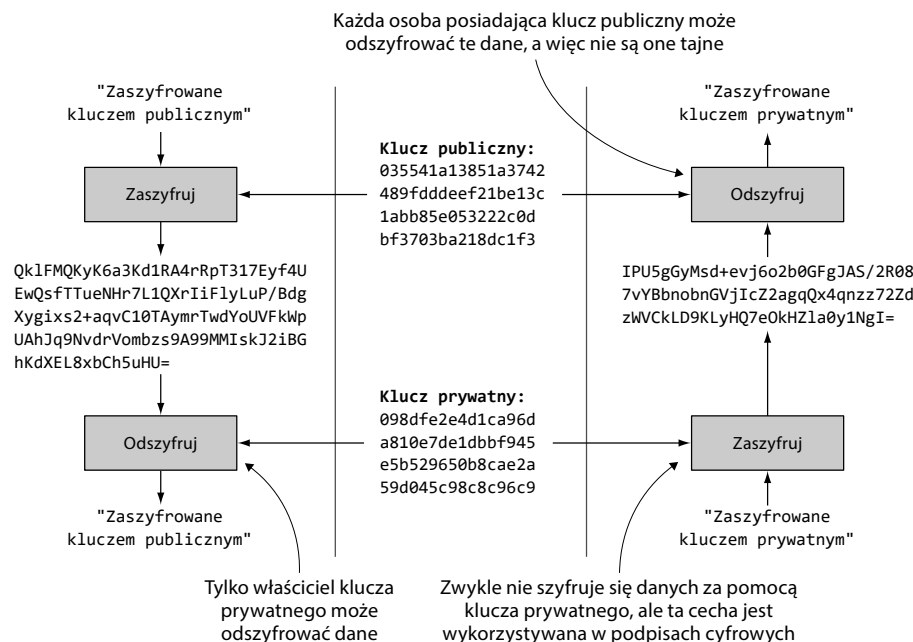 Każda osoba posiadająca klucz publiczny może
odszyfrować te dane, a więc nie są one tajne
"Zaszyfrowane
kluczem publicznym"
Zaszyfruj
QklFMQKyK6a3Kd1RA4rRpT317Eyf4U
EwQsfTTueNHr7L1QXrIiFlyLuP/Bdg
Xygixs2+aqvC10TAymrTwdYoUVFkWp
UAhJq9NvdrVombzs9A99MMIskJ2iBG
hKdXEL8xbCh5uHU=
Odszyfruj
"Zaszyfrowane
kluczem publicznym"
Klucz publiczny:
035541a13851a3742
489fdddeef21be13c
1abb85e053222c0d
bf3703ba218dc1f3
Klucz prywatny:
098dfe2e4d1ca96d
a810e7de1dbbf945
e5b529650b8cae2a
59d045c98c8c96c9
"Zaszyfrowane
kluczem prywatnym"
Odszyfruj
IPU5gGyMsd+evj6o2b0GFgJAS/2R08
7vYBbnobnGVjIcZ2agqQx4qnzz72Zd
zWVCkLD9KLyHQ7eOkHZla0y1NgI=
Zaszyfruj
"Zaszyfrowane
kluczem prywatnym"
Tylko właściciel klucza
prywatnego może
odszyfrować dane
Zwykle nie szyfruje się danych za pomocą
klucza prywatnego, ale ta cecha jest
wykorzystywana w podpisach cyfrowych